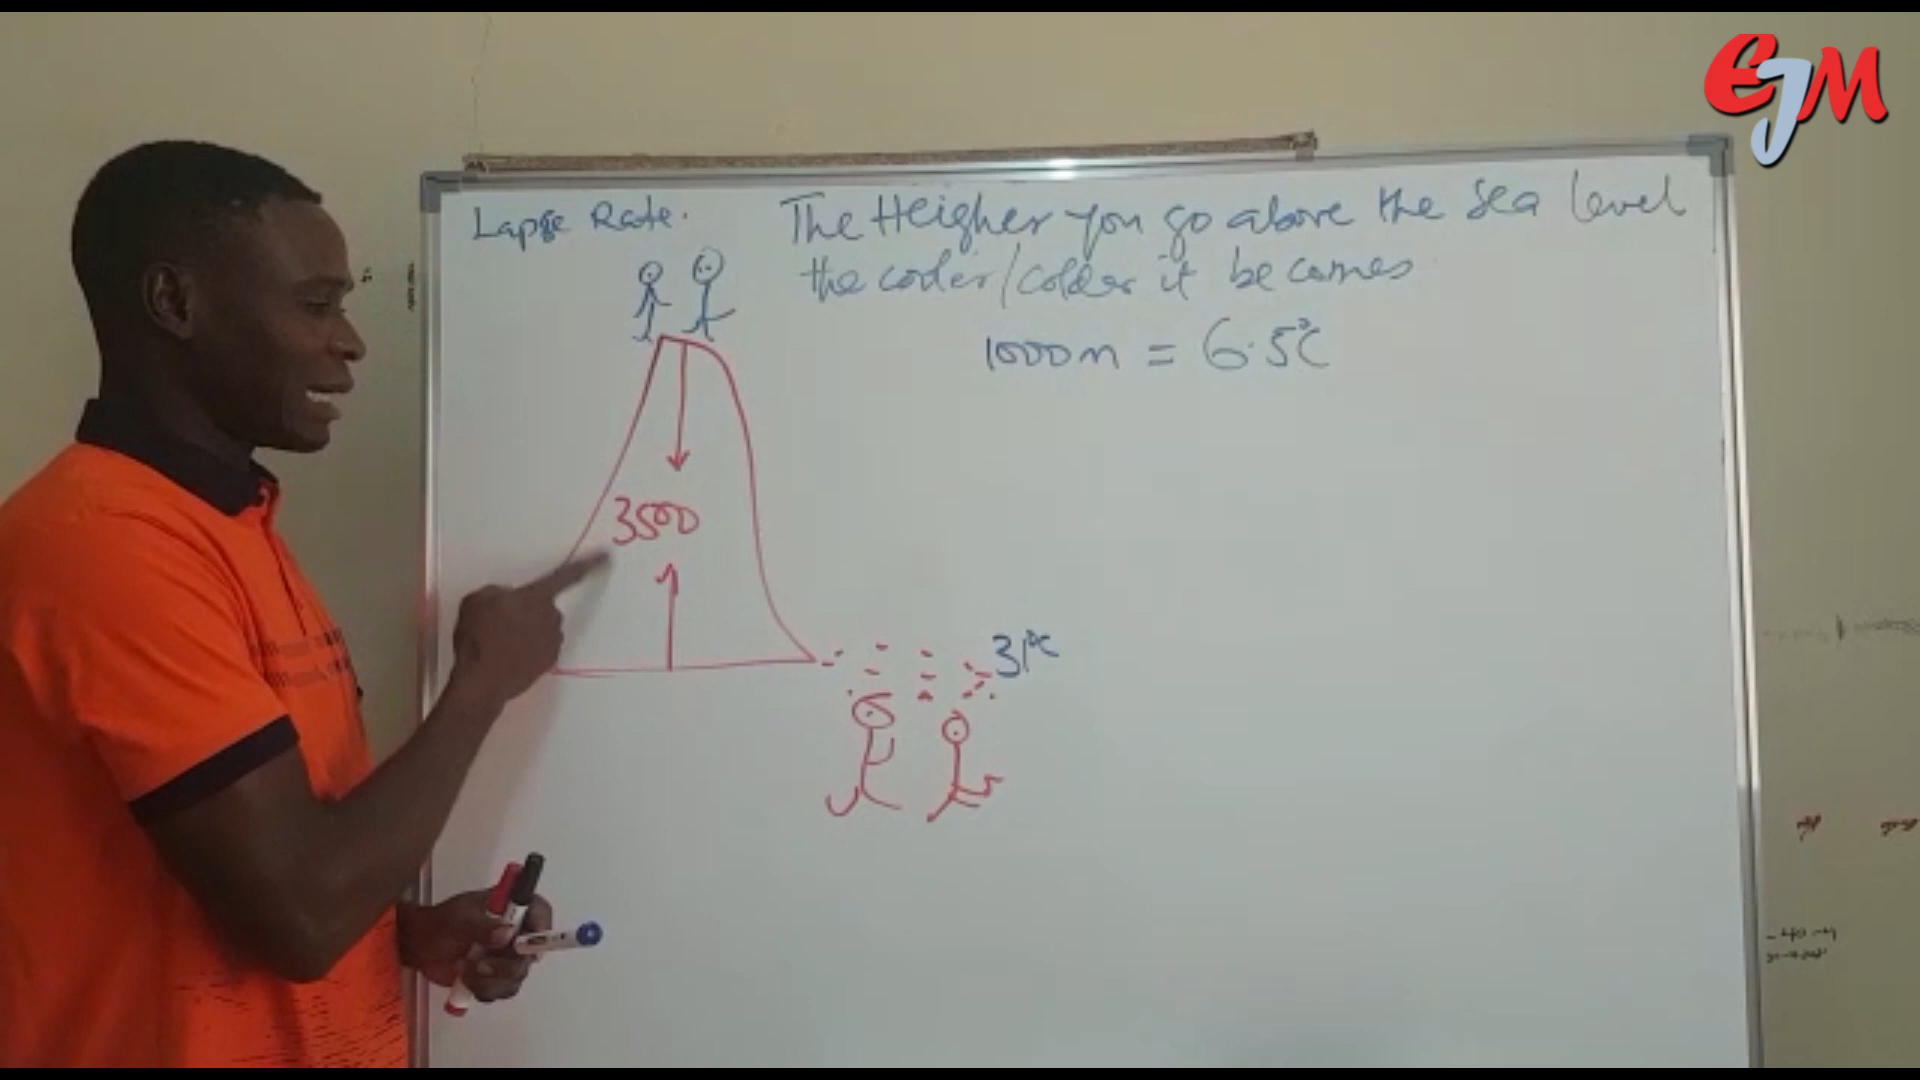 EJM
Lapse Rate.
The Heigher you go above the Sea level
the coolier/colder it becomes
1000m = 6.5°C
3500
31°C